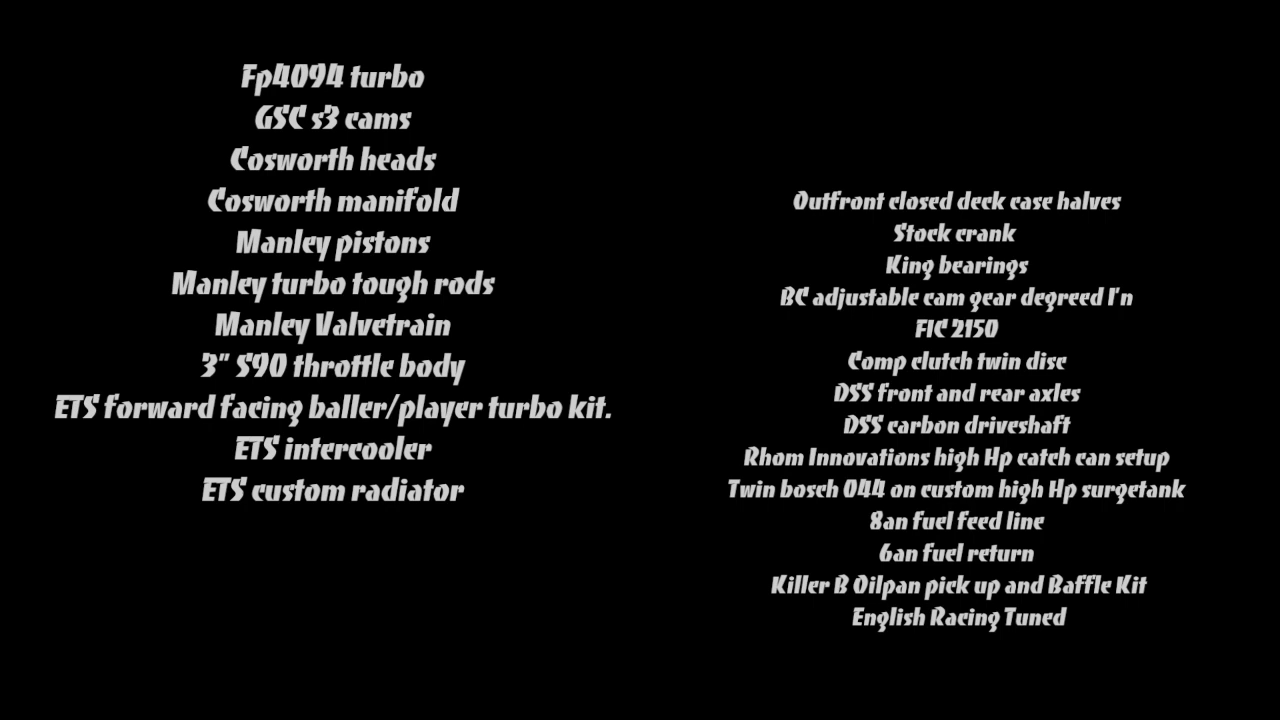 Fp4094 turbo
GSC s3 cams
Cosworth heads
Cosworth manifold
Manley pistons
Manley turbo tough rods
Manley Valvetrain
3" S90 throttle body
ETS forward facing baller/player turbo kit.
ETS intercooler
ETS custom radiator
Outfront closed deck case halves
Stock crank
King bearings
BC adjustable cam gear degreed I'n
FIC 2150
Comp clutch twin disc
DSS front and rear axles
DSS carbon driveshaft
Rhom Innovations high Hp catch can setup
Twin bosch 044 on custom high Hp surgetank
8an fuel feed line
6an fuel return
Killer B Oilpan pick up and Baffle Kit
English Racing Tuned